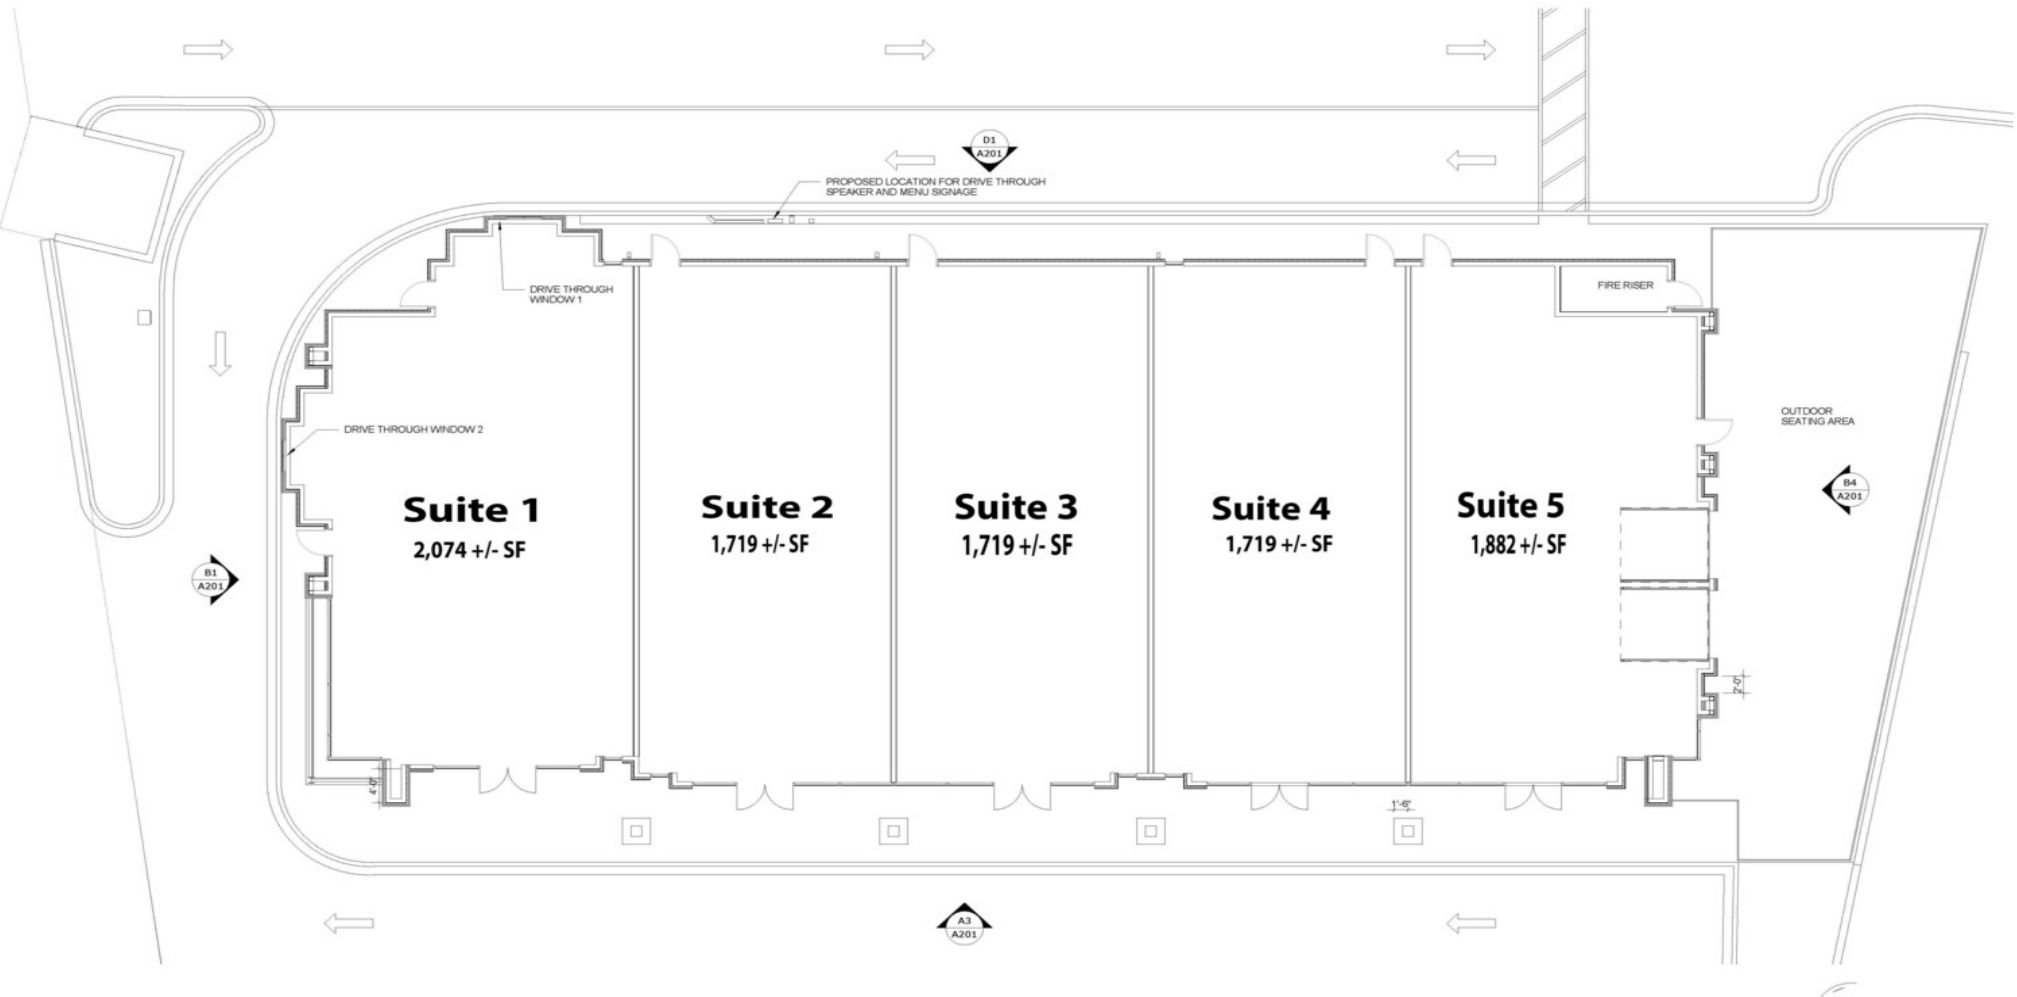 D1
A201
PROPOSED LOCATION FOR DRIVE THROUGH
SPEAKER AND MENU SIGNAGE
DRIVE THROUGH
WINDOW 1
FIRE RISER
DRIVE THROUGH WINDOW 2
OUTDOOR
SEATING AREA
B4
A201
Suite 1
2,074 +/- SF
Suite 2
1,719 +/- SF
Suite 3
1,719 +/- SF
Suite 4
1,719 +/- SF
Suite 5
1,882 +/- SF
B1
A201
2'-0"
4'-0"
1'-6"
A3
A201